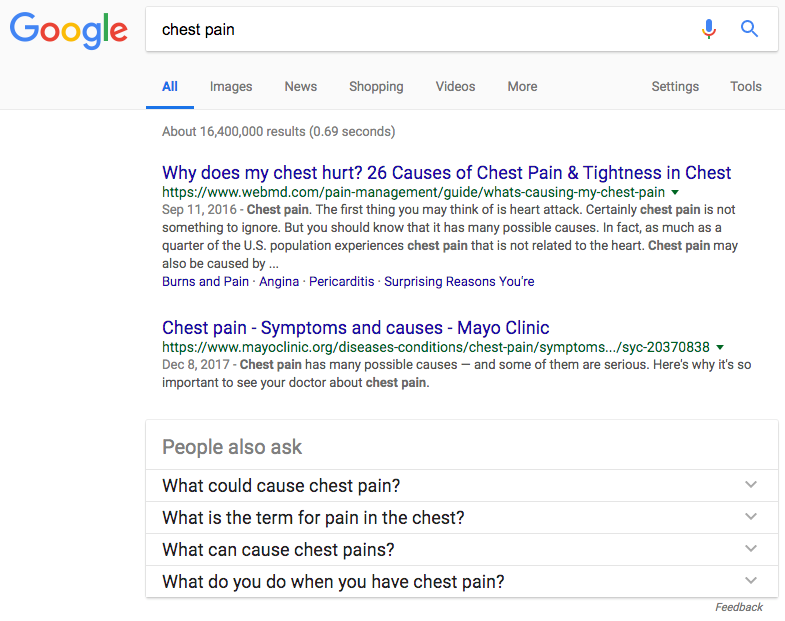 Google
chest pain
All Images News Shopping Videos More Settings Tools
About 16,400,000 results (0.69 seconds)
Why does my chest hurt? 26 Causes of Chest Pain & Tightness in Chest
https://www.webmd.com/pain-management/guide/whats-causing-my-chest-pain
Sep 11, 2016 - Chest pain. The first thing you may think of is heart attack. Certainly chest pain is not
something to ignore. But you should know that it has many possible causes. In fact, as much as a
quarter of the U.S. population experiences chest pain that is not related to the heart. Chest pain may
also be caused by ...
Burns and Pain · Angina · Pericarditis · Surprising Reasons You're
Chest pain - Symptoms and causes - Mayo Clinic
https://www.mayoclinic.org/diseases-conditions/chest-pain/symptoms.../syc-20370838
Dec 8, 2017 - Chest pain has many possible causes — and some of them are serious. Here's why it's so
important to see your doctor about chest pain.
People also ask
What could cause chest pain?
What is the term for pain in the chest?
What can cause chest pains?
What do you do when you have chest pain?
Feedback